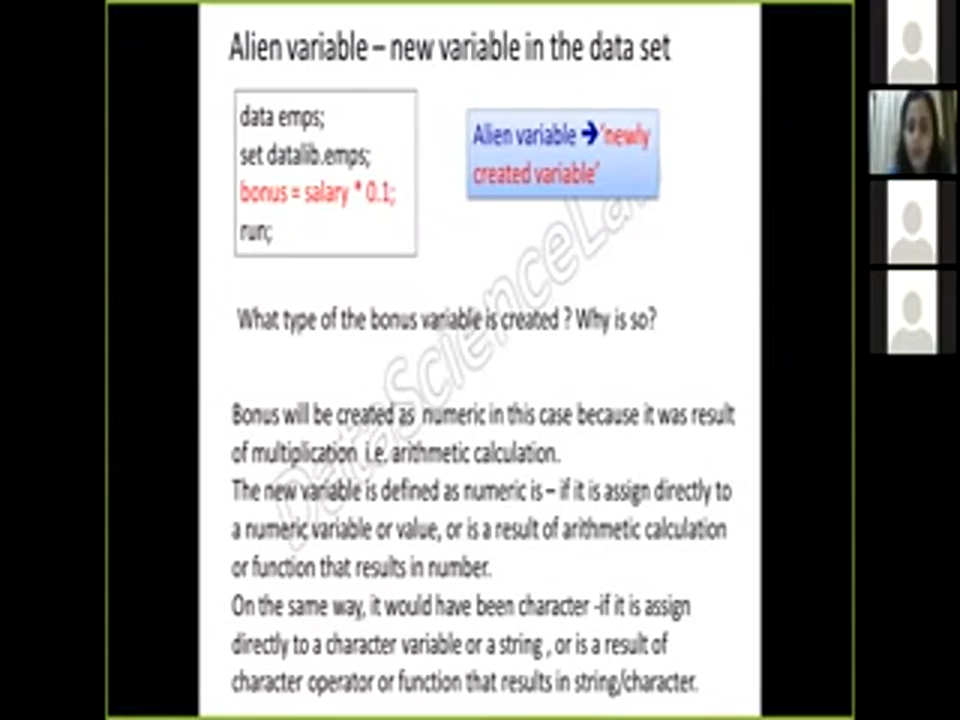 Alien variable – new variable in the data set
data emps;
set datalib.emps;
bonus = salary * 0.1;
run;
Alien variable ➔ 'newly
created variable'
What type of the bonus variable is created ? Why is so?
Bonus will be created as numeric in this case because it was result
of multiplication i.e. arithmetic calculation.
The new variable is defined as numeric is – if it is assign directly to
a numeric variable or value, or is a result of arithmetic calculation
or function that results in number.
On the same way, it would have been character -if it is assign
directly to a character variable or a string , or is a result of
character operator or function that results in string/character.